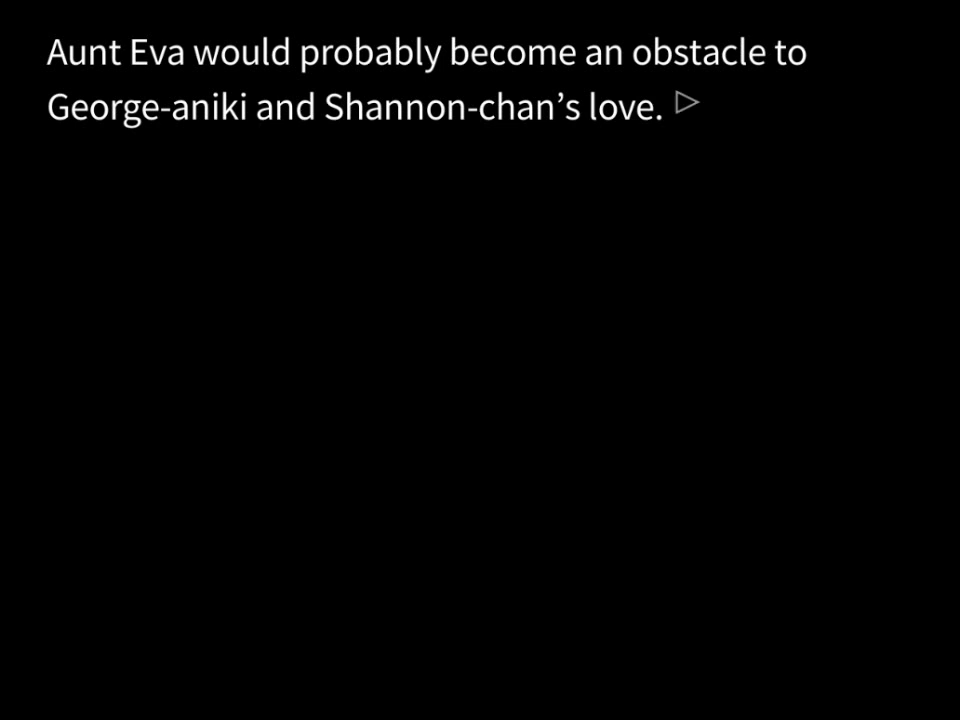 Aunt Eva would probably become an obstacle to
George-aniki and Shannon-chan’s love.